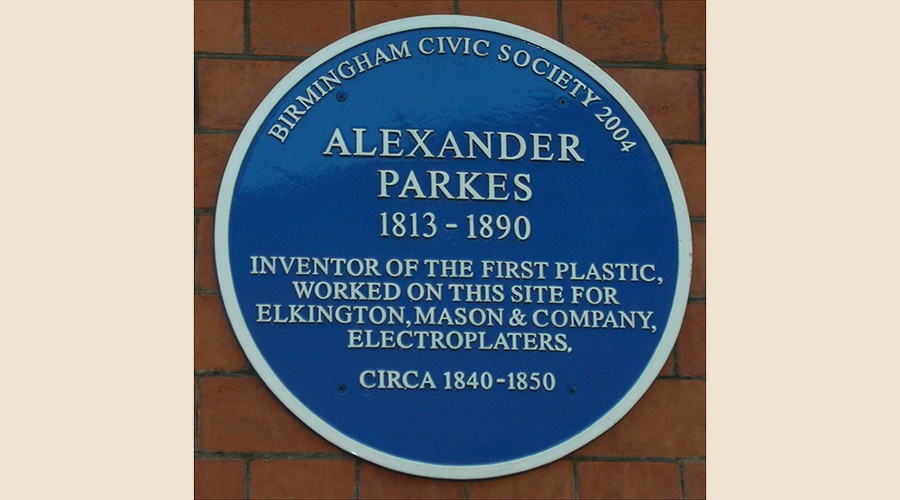 BIRMINGHAM CIVIC SOCIETY 2004
ALEXANDER
PARKES
1813 - 1890
INVENTOR OF THE FIRST PLASTIC,
WORKED ON THIS SITE FOR
ELKINGTON, MASON & COMPANY,
ELECTROPLATERS.
CIRCA 1840-1850